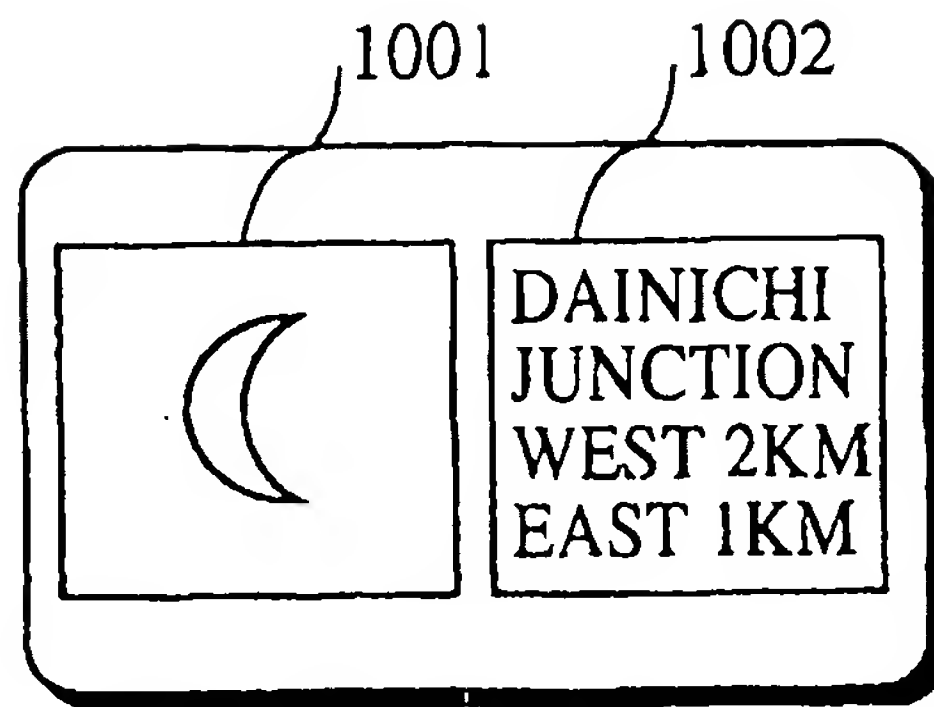 1001 1002
DAINICHI
JUNCTION
WEST 2KM
EAST 1KM